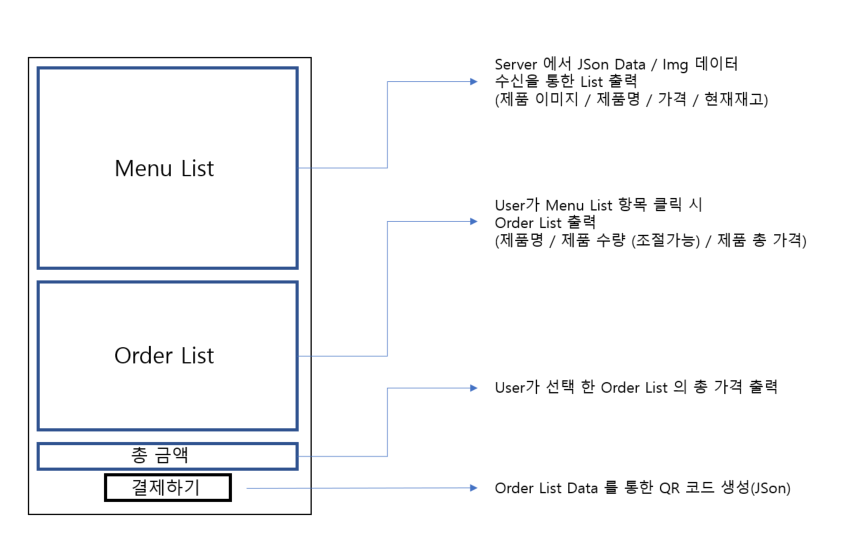 Menu List
Order List
총 금액
결제하기
Server 에서 JSon Data / Img 데이터
수신을 통한 List 출력
(제품 이미지 / 제품명 / 가격 / 현재재고)
User가 Menu List 항목 클릭 시
Order List 출력
(제품명 / 제품 수량 (조절가능) / 제품 총 가격)
User가 선택 한 Order List 의 총 가격 출력
Order List Data 를 통한 QR 코드 생성(JSon)